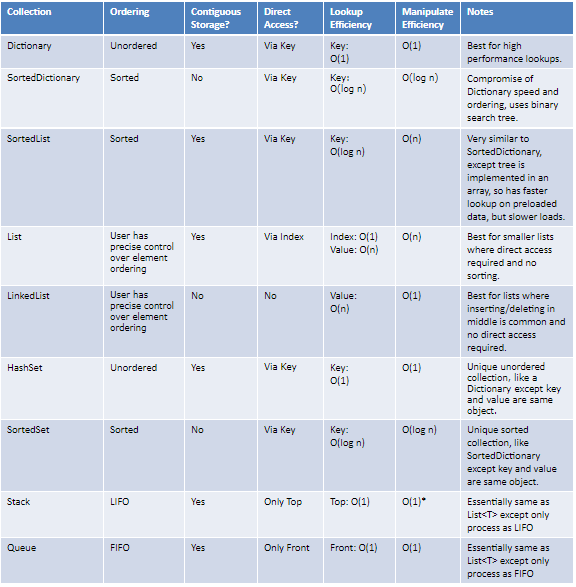 Collection Ordering Contiguous Storage? Direct Access? Lookup Efficiency Manipulate Efficiency Notes
Dictionary Unordered Yes Via Key Key: O(1) O(1) Best for high performance lookups.
SortedDictionary Sorted No Via Key Key: O(log n) O(log n) Compromise of Dictionary speed and ordering, uses binary search tree.
SortedList Sorted Yes Via Key Key: O(log n) O(n) Very similar to SortedDictionary, except tree is implemented in an array, so has faster lookup on preloaded data, but slower loads.
List User has precise control over element ordering Yes Via Index Index: O(1) Value: O(n) O(n) Best for smaller lists where direct access required and no sorting.
LinkedList User has precise control over element ordering No No Value: O(n) O(1) Best for lists where inserting/deleting in middle is common and no direct access required.
HashSet Unordered Yes Via Key Key: O(1) O(1) Unique unordered collection, like a Dictionary except key and value are same object.
SortedSet Sorted No Via Key Key: O(log n) O(log n) Unique sorted collection, like SortedDictionary except key and value are same object.
Stack LIFO Yes Only Top Top: O(1) O(1)* Essentially same as List<T> except only process as LIFO
Queue FIFO Yes Only Front Front: O(1) O(1) Essentially same as List<T> except only process as FIFO